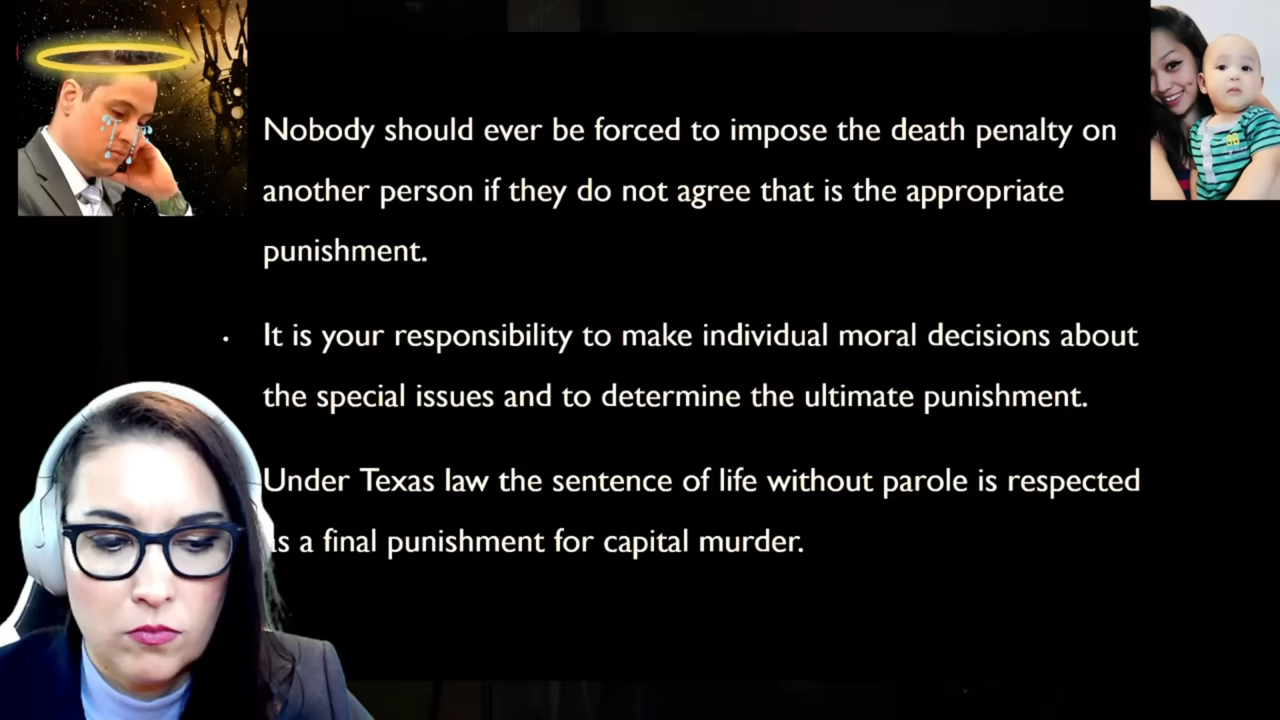 Nobody should ever be forced to impose the death penalty on
another person if they do not agree that is the appropriate
punishment.
• It is your responsibility to make individual moral decisions about
the special issues and to determine the ultimate punishment.
Under Texas law the sentence of life without parole is respected
as a final punishment for capital murder.